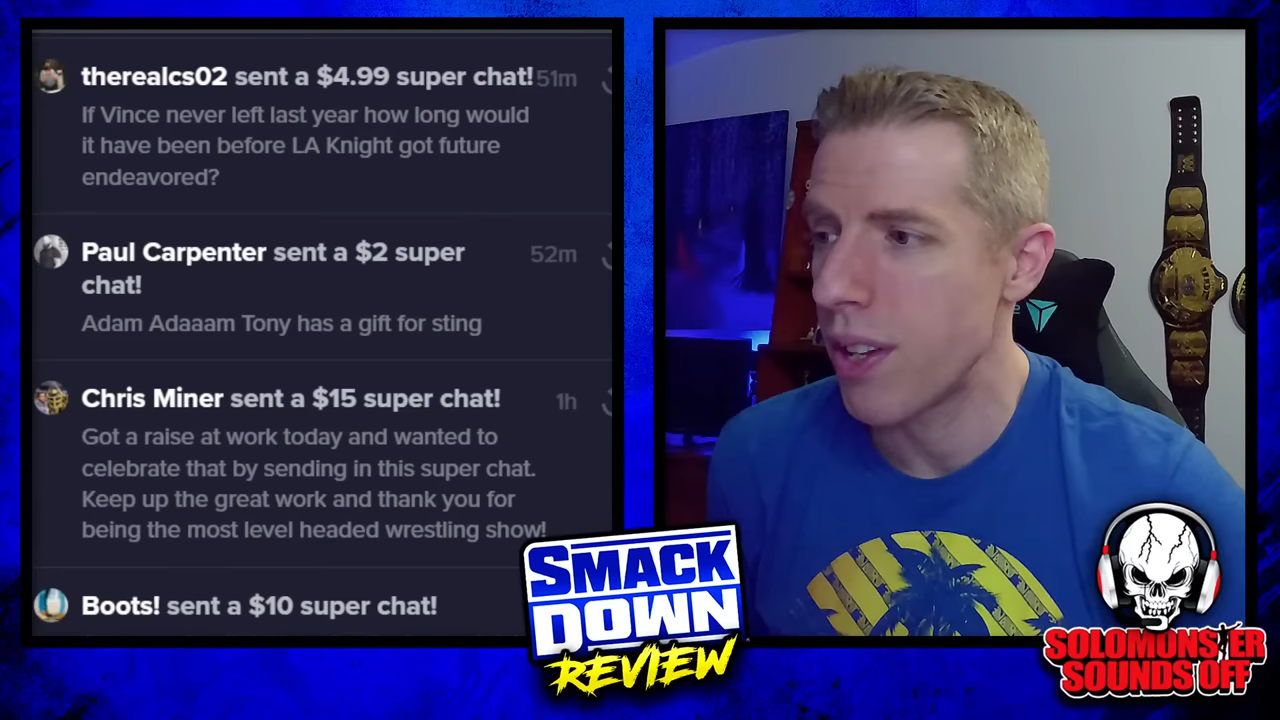 therealcs02 sent a $4.99 super chat! 51m
If Vince never left last year how long would
it have been before LA Knight got future
endeavored?
Paul Carpenter sent a $2 super 52m
chat!
Adam Adaaam Tony has a gift for sting
Chris Miner sent a $15 super chat! 1h
Got a raise at work today and wanted to
celebrate that by sending in this super chat.
Keep up the great work and thank you for
being the most level headed wrestling show!
Boots! sent a $10 super chat!
SMACK
DOWN
REVIEW
SOLOMONSTER
SOUNDS OFF